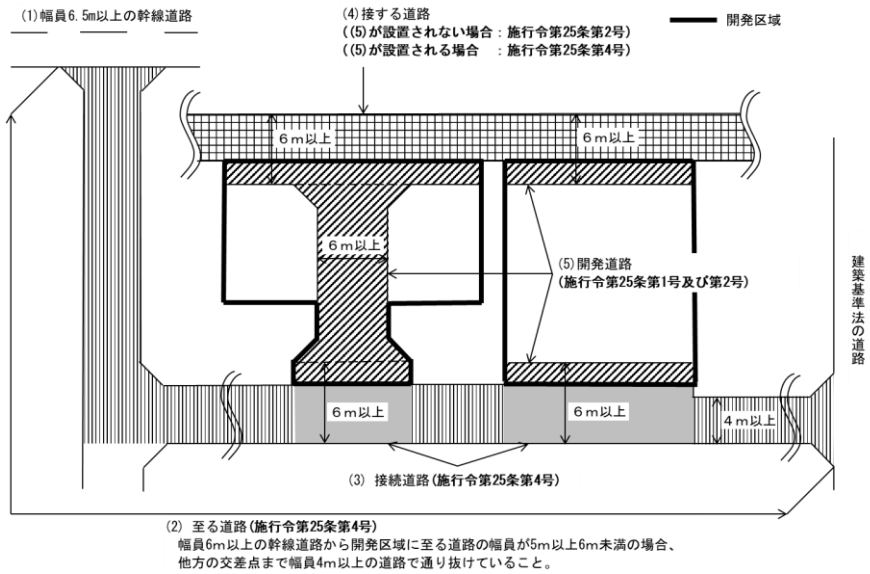 (1)幅員6.5m以上の幹線道路
(4)接する道路
((5)が設置されない場合：施行令第25条第2号)
((5)が設置される場合　：施行令第25条第4号)
開発区域
6m以上
6m以上
6m以上
(5)開発道路
(施行令第25条第1号及び第2号)
建築基準法の道路
6m以上
6m以上
4m以上
(3) 接続道路(施行令第25条第4号)
(2) 至る道路(施行令第25条第4号)
幅員6m以上の幹線道路から開発区域に至る道路の幅員が5m以上6m未満の場合、
他方の交差点まで幅員4m以上の道路で通り抜けていること。